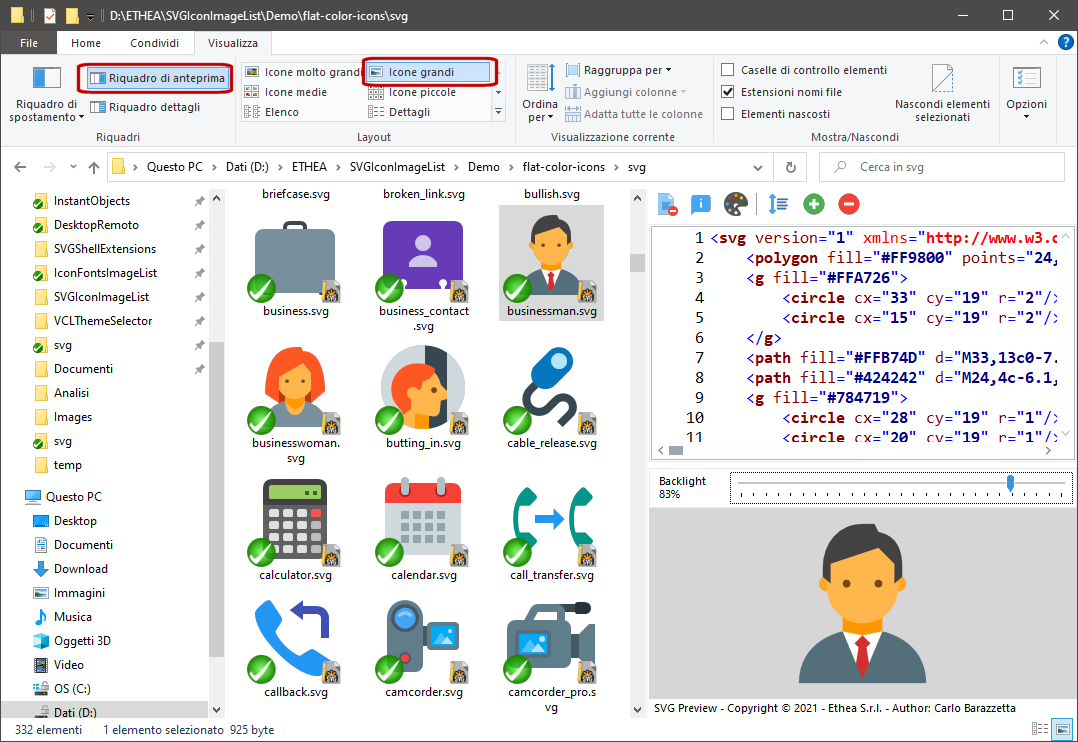 D:\ETHEA\SVGIconImageList\Demo\flat-color-icons\svg
File Home Condividi Visualizza
Riquadro di spostamento
Riquadro di anteprima
Riquadro dettagli
Riquadri
Icone molto grandi
Icone grandi
Icone medie
Icone piccole
Elenco
Dettagli
Layout
Ordina per
Raggruppa per
Aggiungi colonne
Adatta tutte le colonne
Visualizzazione corrente
Caselle di controllo elementi
Estensioni nomi file
Elementi nascosti
Nascondi elementi selezionati
Mostra/Nascondi
Opzioni
Questo PC > Dati (D:) > ETHEA > SVGIconImageList > Demo > flat-color-icons > svg
Cerca in svg
InstantObjects
DesktopRemoto
SVGShellExtensions
IconFontsImageList
SVGIconImageList
VCLThemeSelector
svg
Documenti
Analisi
Images
svg
temp
Questo PC
Desktop
Documenti
Download
Immagini
Musica
Oggetti 3D
Video
OS (C:)
Dati (D:)
briefcase.svg
broken_link.svg
bullish.svg
business.svg
business_contact
.svg
businessman.svg
businesswoman.
svg
butting_in.svg
cable_release.svg
calculator.svg
calendar.svg
call_transfer.svg
callback.svg
camcorder.svg
camcorder_pro.s
vg
1 <svg version="1" xmlns="http://www.w3.o
2 <polygon fill="#FF9800" points="24,
3 <g fill="#FFA726">
4 <circle cx="33" cy="19" r="2"/>
5 <circle cx="15" cy="19" r="2"/>
6 </g>
7 <path fill="#FFB74D" d="M33,13c0-7.
8 <path fill="#424242" d="M24,4c-6.1,
9 <g fill="#784719">
10 <circle cx="28" cy="19" r="1"/>
11 <circle cx="20" cy="19" r="1"/>
Backlight
83%
SVG Preview - Copyright © 2021 - Ethea S.r.l. - Author: Carlo Barazzetta
332 elementi 1 elemento selezionato 925 byte